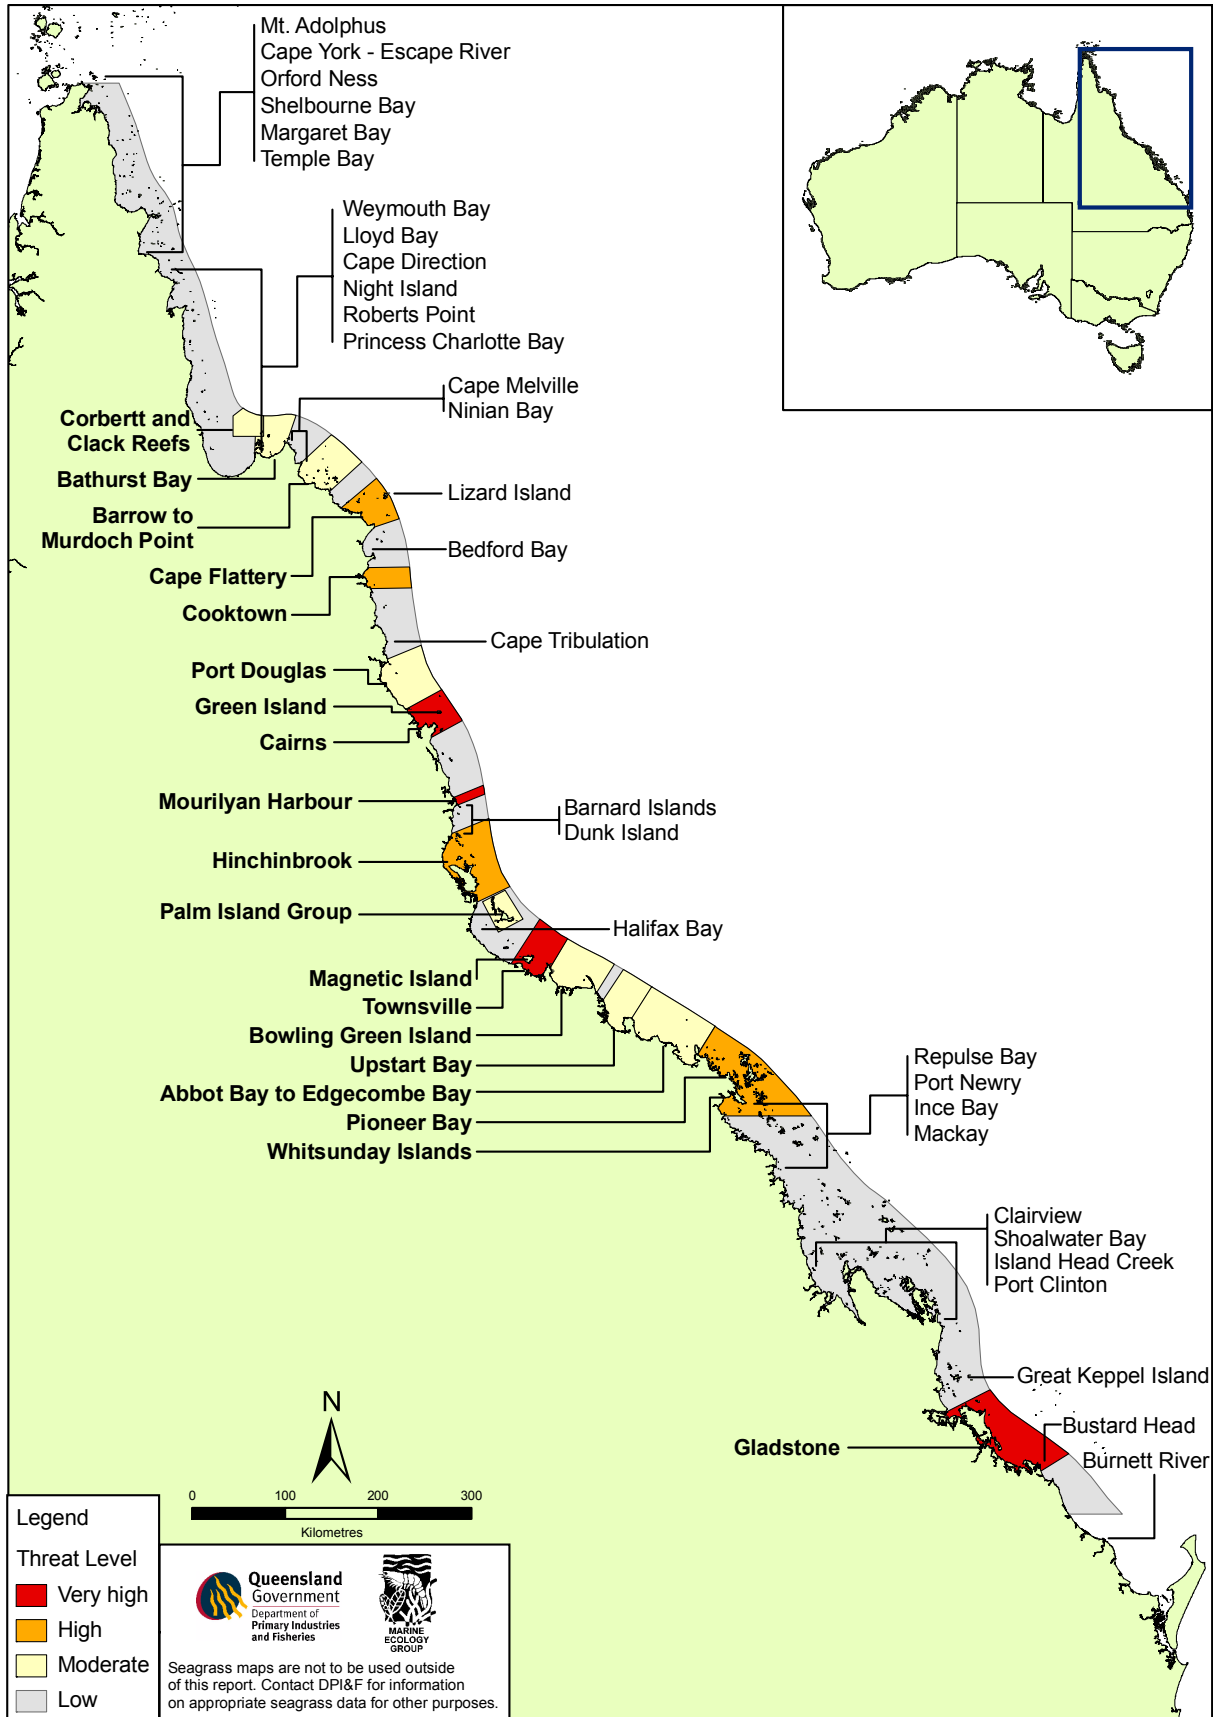 Mt. Adolphus
Cape York - Escape River
Orford Ness
Shelbourne Bay
Margaret Bay
Temple Bay
Weymouth Bay
Lloyd Bay
Cape Direction
Night Island
Roberts Point
Princess Charlotte Bay
Cape Melville
Ninian Bay
Corbertt and
Clack Reefs
Bathurst Bay
Lizard Island
Barrow to
Murdoch Point
Bedford Bay
Cape Flattery
Cooktown
Cape Tribulation
Port Douglas
Green Island
Cairns
Mourilyan Harbour
Barnard Islands
Dunk Island
Hinchinbrook
Palm Island Group
Halifax Bay
Magnetic Island
Townsville
Bowling Green Island
Upstart Bay
Abbot Bay to Edgecombe Bay
Pioneer Bay
Whitsunday Islands
Repulse Bay
Port Newry
Ince Bay
Mackay
Clairview
Shoalwater Bay
Island Head Creek
Port Clinton
Great Keppel Island
Bustard Head
Gladstone
Burnett River
N
0 100 200 300
Kilometres
Legend
Threat Level
Very high
High
Moderate
Low
Queensland
Government
Department of
Primary Industries
and Fisheries
MARINE
ECOLOGY
GROUP
Seagrass maps are not to be used outside
of this report. Contact DPI&F for information
on appropriate seagrass data for other purposes.